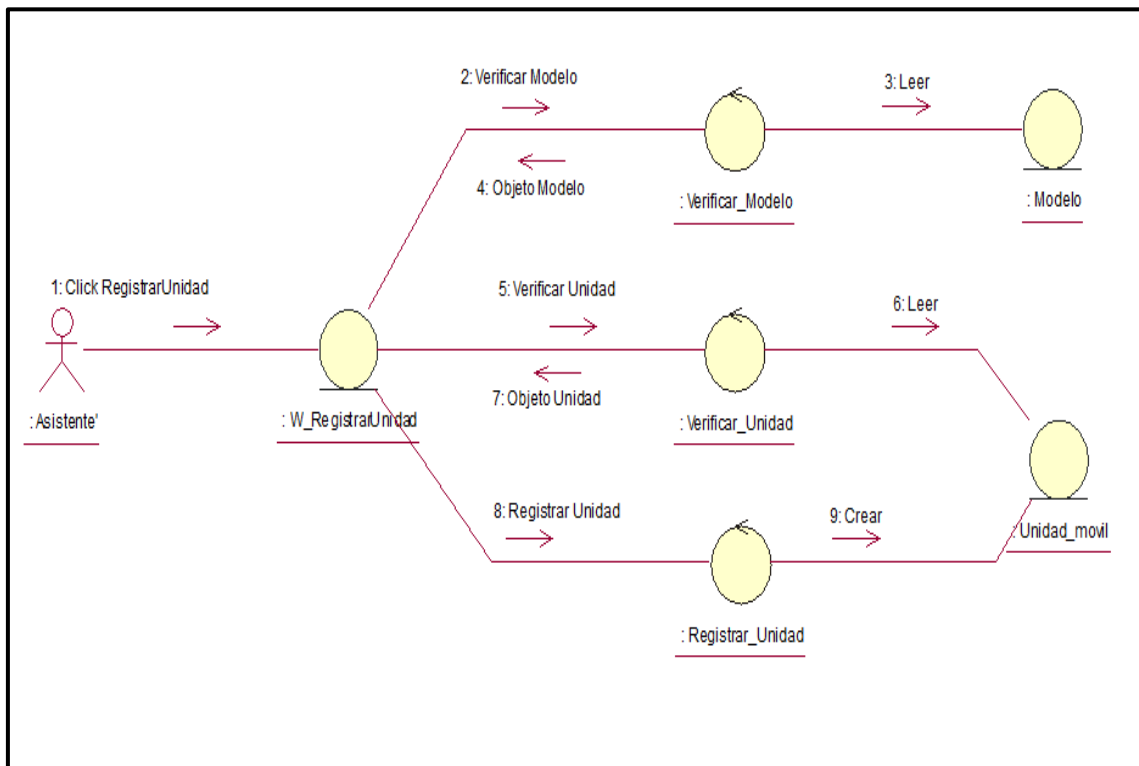 2: Verificar Modelo
3: Leer
4: Objeto Modelo
: Verificar_Modelo
: Modelo
1: Click RegistrarUnidad
5: Verificar Unidad
6: Leer
7: Objeto Unidad
: Asistente'
: W_RegistrarUnidad
: Verificar_Unidad
8: Registrar Unidad
9: Crear
: Unidad_movil
: Registrar_Unidad